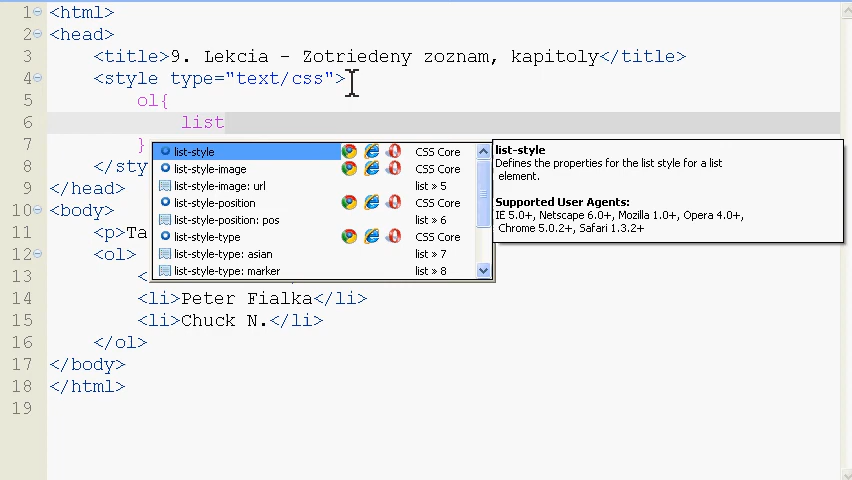 1 <html>
2 <head>
3 <title>9. Lekcia - Zotriedeny zoznam, kapitoly</title>
4 <style type="text/css">
5 ol{
6 list
7 }
8 </sty
9 </head>
10 <body>
11 <p>Ta
12 <ol>
13 <
14 <li>Peter Fialka</li>
15 <li>Chuck N.</li>
16 </ol>
17 </body>
18 </html>
19
list-style CSS Core
list-style-image CSS Core
list-style-image: url list » 5
list-style-position CSS Core
list-style-position: pos list » 6
list-style-type CSS Core
list-style-type: asian list » 7
list-style-type: marker list » 8
list-style
Defines the properties for the list style for a list
element.
Supported User Agents:
IE 5.0+, Netscape 6.0+, Mozilla 1.0+, Opera 4.0+,
Chrome 5.0.2+, Safari 1.3.2+